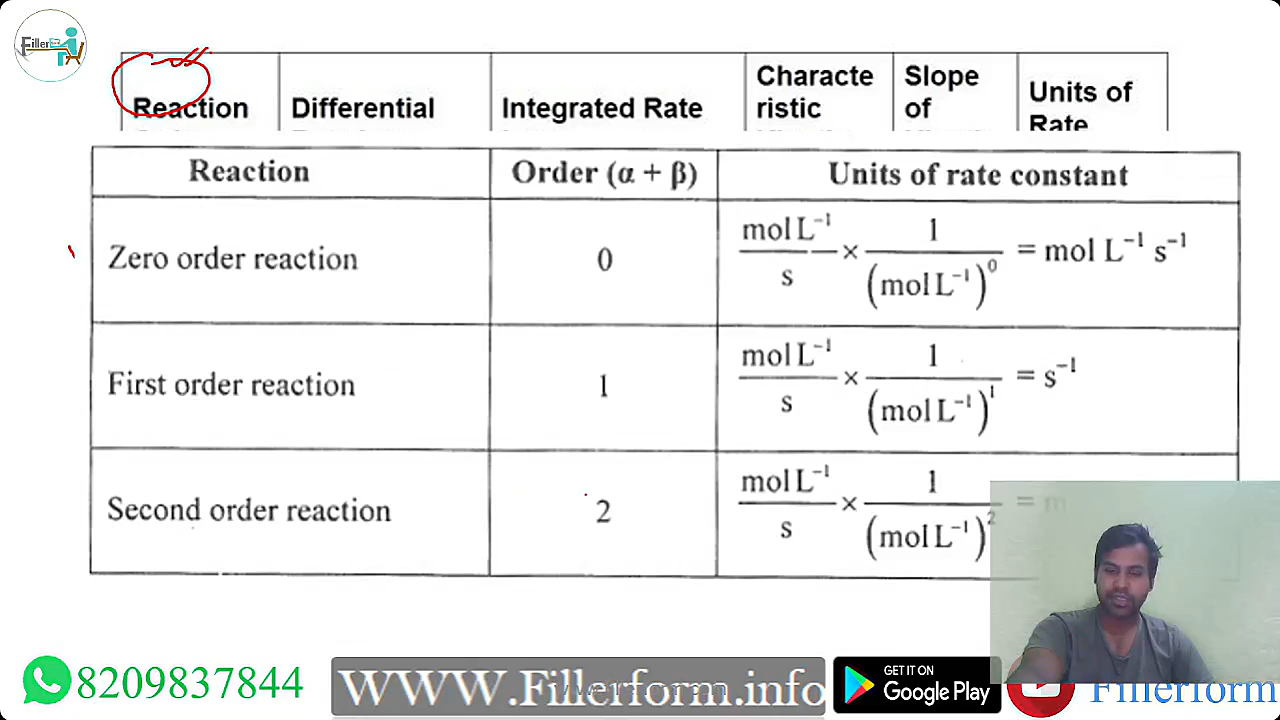 Filler
Reaction Differential Integrated Rate Characte Slope Units of
ristic of Rate
Reaction Order (α + β) Units of rate constant
Zero order reaction 0 mol L⁻¹ / s × 1 / (mol L⁻¹)⁰ = mol L⁻¹ s⁻¹
First order reaction 1 mol L⁻¹ / s × 1 / (mol L⁻¹)¹ = s⁻¹
Second order reaction 2 mol L⁻¹ / s × 1 / (mol L⁻¹)² = m
8209837844 WWW.Fillerform.info GET IT ON
Google Play Fillerform